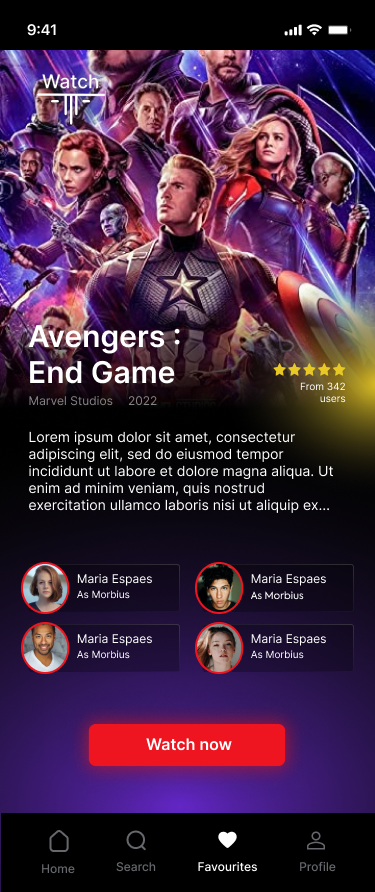 9:41
Watch
Avengers :
End Game
Marvel Studios 2022
From 342
users
Lorem ipsum dolor sit amet, consectetur
adipiscing elit, sed do eiusmod tempor
incididunt ut labore et dolore magna aliqua. Ut
enim ad minim veniam, quis nostrud
exercitation ullamco laboris nisi ut aliquip ex...
Maria Espaes
As Morbius
Maria Espaes
As Morbius
Maria Espaes
As Morbius
Maria Espaes
As Morbius
Watch now
Home
Search
Favourites
Profile